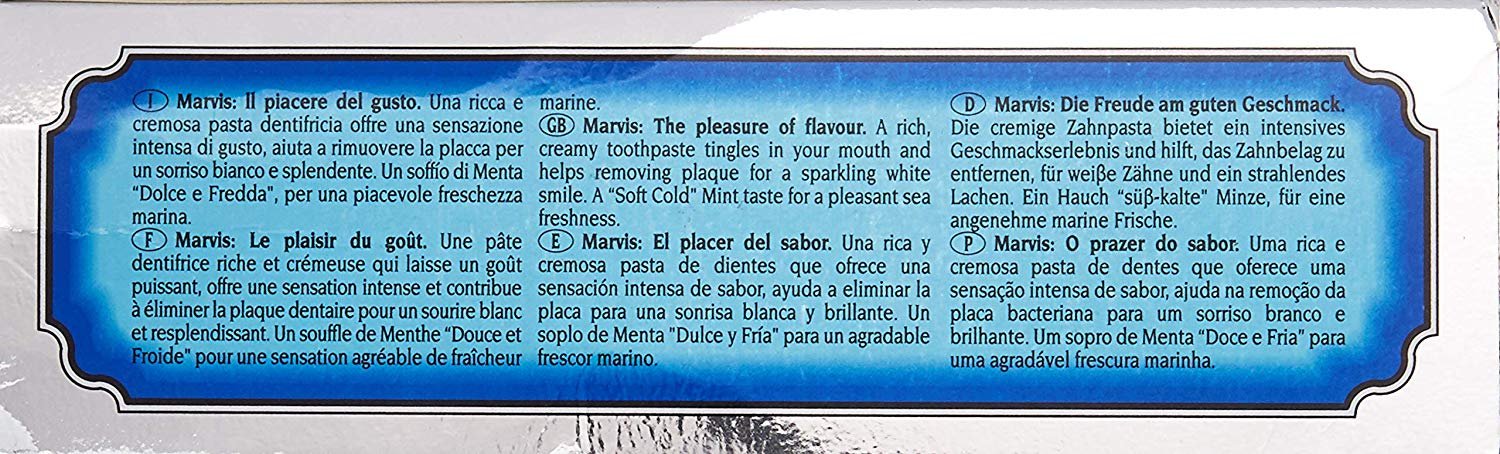 I Marvis: Il piacere del gusto. Una ricca e
cremosa pasta dentifricia offre una sensazione
intensa di gusto, aiuta a rimuovere la placca per
un sorriso bianco e splendente. Un soffio di Menta
"Dolce e Fredda", per una piacevole freschezza
marina.
F Marvis: Le plaisir du goût. Une pâte
dentifrice riche et crémeuse qui laisse un goût
puissant, offre une sensation intense et contribue
à éliminer la plaque dentaire pour un sourire blanc
et resplendissant. Un souffle de Menthe "Douce et
Froide" pour une sensation agréable de fraîcheur
marine.
GB Marvis: The pleasure of flavour. A rich,
creamy toothpaste tingles in your mouth and
helps removing plaque for a sparkling white
smile. A "Soft Cold" Mint taste for a pleasant sea
freshness.
E Marvis: El placer del sabor. Una rica y
cremosa pasta de dientes que ofrece una
sensación intensa de sabor, ayuda a eliminar la
placa para una sonrisa blanca y brillante. Un
soplo de Menta "Dulce y Fría" para un agradable
frescor marino.
D Marvis: Die Freude am guten Geschmack.
Die cremige Zahnpasta bietet ein intensives
Geschmackserlebnis und hilft, das Zahnbelag zu
entfernen, für weiße Zähne und ein strahlendes
Lachen. Ein Hauch "süß-kalte" Minze, für eine
angenehme marine Frische.
P Marvis: O prazer do sabor. Uma rica e
cremosa pasta de dentes que oferece uma
sensação intensa de sabor, ajuda na remoção da
placa bacteriana para um sorriso branco e
brilhante. Um sopro de Menta "Doce e Fria" para
uma agradável frescura marinha.